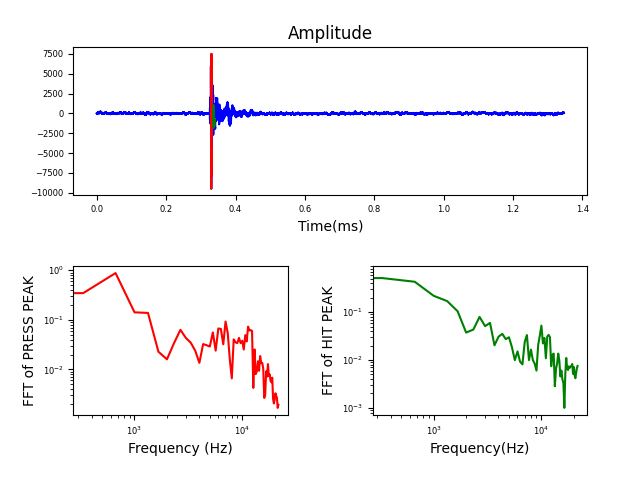 Amplitude
7500
5000
2500
0
−2500
−5000
−7500
−10000
0.0 0.2 0.4 0.6 0.8 1.0 1.2 1.4
Time(ms)
FFT of PRESS PEAK
10⁰
10⁻¹
10⁻²
10³ 10⁴
Frequency (Hz)
FFT of HIT PEAK
10⁻¹
10⁻²
10⁻³
10³ 10⁴
Frequency(Hz)